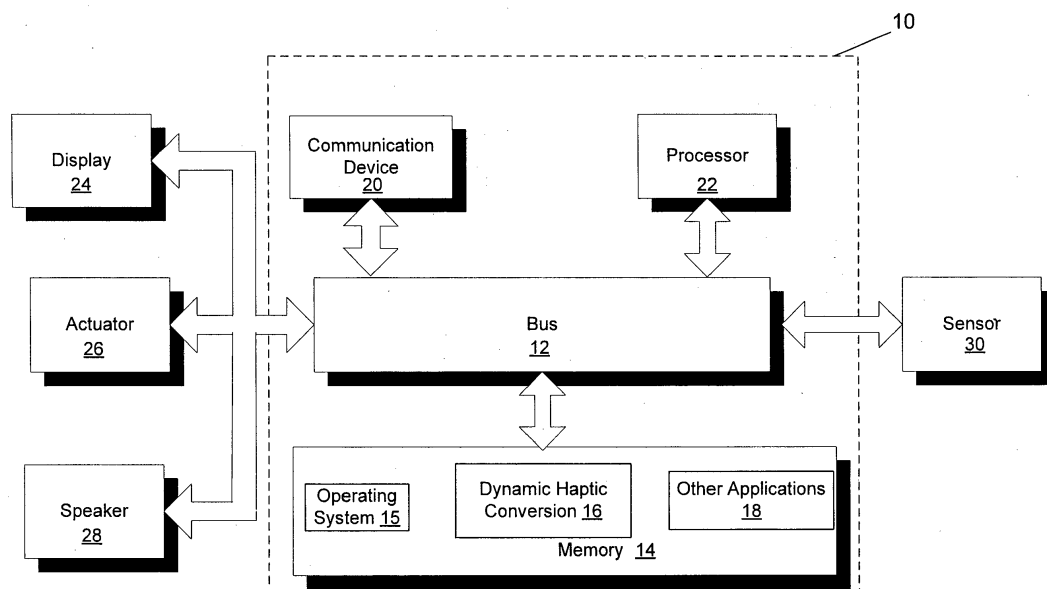 10
Display
24
Communication
Device
20
Processor
22
Actuator
26
Bus
12
Sensor
30
Speaker
28
Operating
System 15
Dynamic Haptic
Conversion 16
Other Applications
18
Memory 14